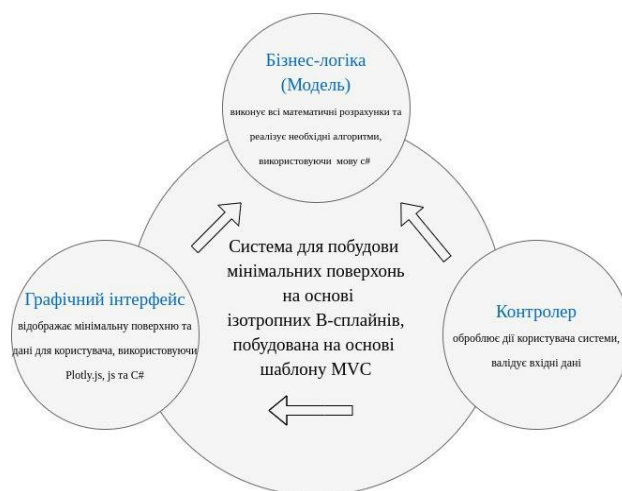 Бізнес-логіка
(Модель)
виконує всі математичні розрахунки та
реалізує необхідні алгоритми,
використовуючи мову c#
Система для побудови
мінімальних поверхонь
на основі
ізотропних B-сплайнів,
побудована на основі
шаблону MVC
Графічний інтерфейс
відображає мінімальну поверхню та
дані для користувача, використовуючи
Plotly.js, js та C#
Контролер
оброблює дії користувача системи,
валідує вхідні дані